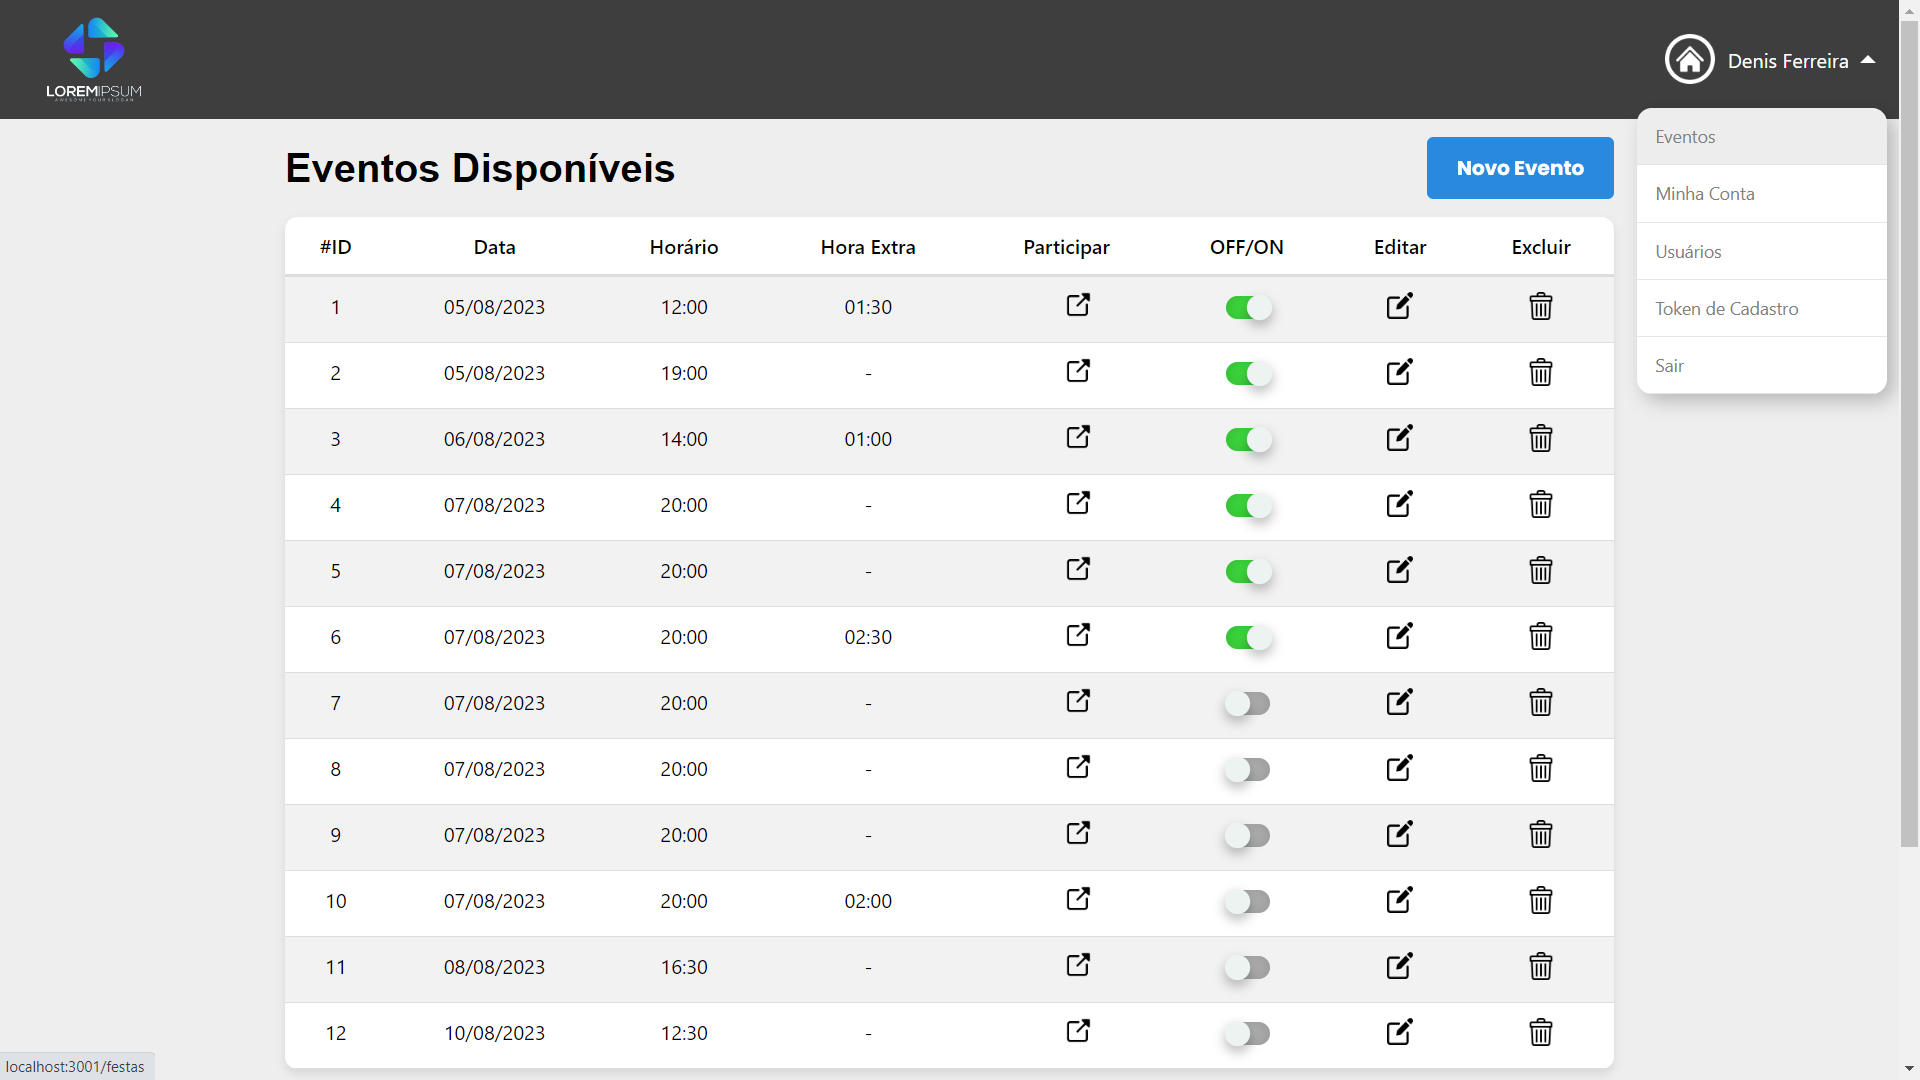 LOREMIPSUM
AWESOME YOUR SLOGAN
Denis Ferreira
Eventos
Minha Conta
Usuários
Token de Cadastro
Sair
Eventos Disponíveis
Novo Evento
#ID Data Horário Hora Extra Participar OFF/ON Editar Excluir
1 05/08/2023 12:00 01:30
2 05/08/2023 19:00 -
3 06/08/2023 14:00 01:00
4 07/08/2023 20:00 -
5 07/08/2023 20:00 -
6 07/08/2023 20:00 02:30
7 07/08/2023 20:00 -
8 07/08/2023 20:00 -
9 07/08/2023 20:00 -
10 07/08/2023 20:00 02:00
11 08/08/2023 16:30 -
12 10/08/2023 12:30 -
localhost:3001/festas